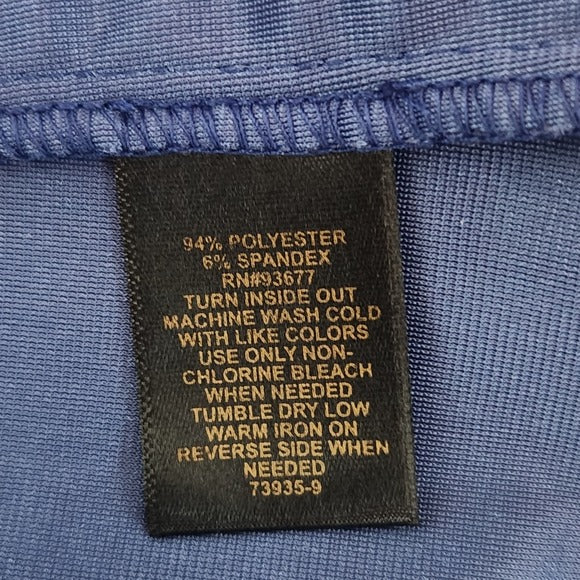 94% POLYESTER
6% SPANDEX
RN#93677
TURN INSIDE OUT
MACHINE WASH COLD
WITH LIKE COLORS
USE ONLY NON-
CHLORINE BLEACH
WHEN NEEDED
TUMBLE DRY LOW
WARM IRON ON
REVERSE SIDE WHEN
NEEDED
73935-9